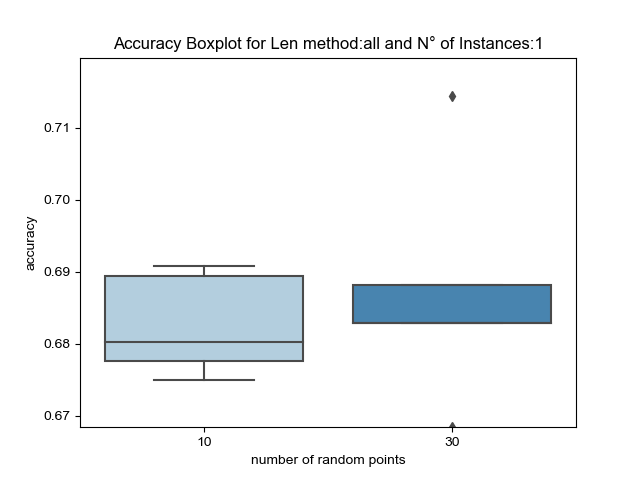 Accuracy Boxplot for Len method:all and N° of Instances:1
0.71
0.70
0.69
0.68
0.67
accuracy
10 30
number of random points